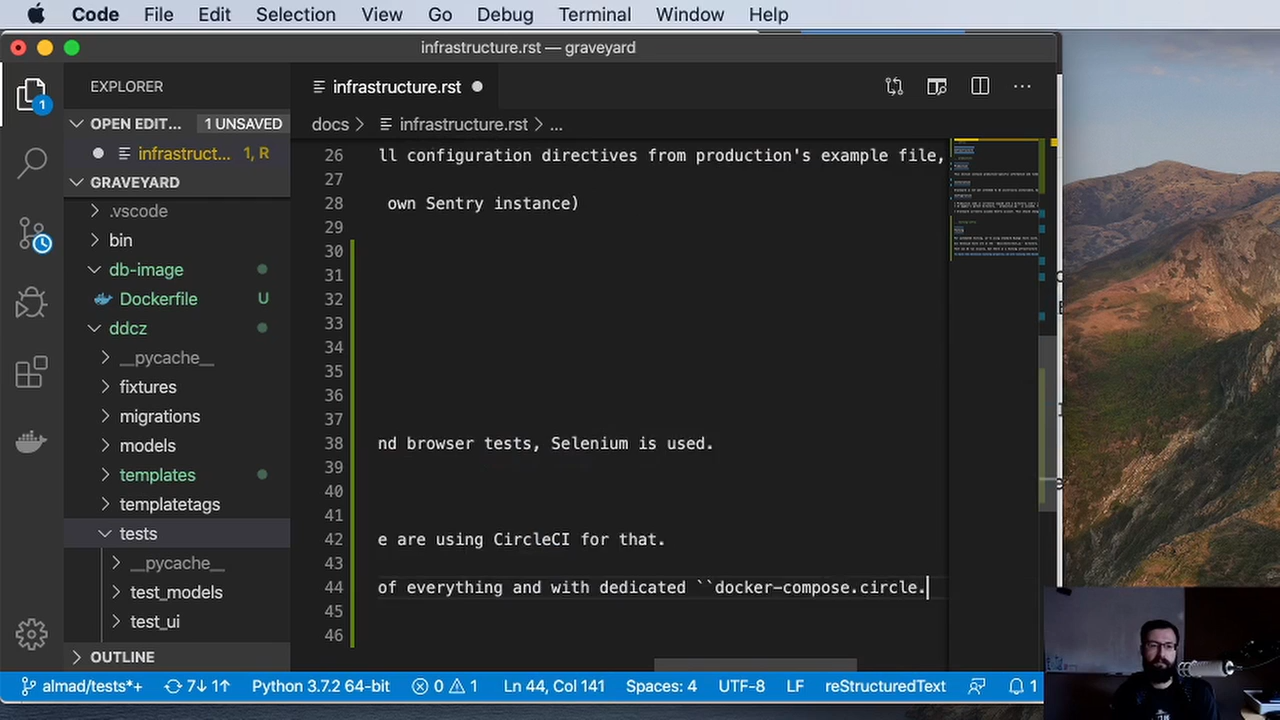 Code File Edit Selection View Go Debug Terminal Window Help
infrastructure.rst — graveyard
EXPLORER
infrastructure.rst
OPEN EDIT... 1 UNSAVED
docs > infrastructure.rst > ...
infrastruct... 1, R
GRAVEYARD
.vscode
bin
db-image
Dockerfile U
ddcz
__pycache__
fixtures
migrations
models
templates
templatetags
tests
__pycache__
test_models
test_ui
OUTLINE
1
26 ll configuration directives from production's example file,
27
28 own Sentry instance)
29
30
31
32
33
34
35
36
37
38 nd browser tests, Selenium is used.
39
40
41
42 e are using CircleCI for that.
43
44 of everything and with dedicated ``docker-compose.circle.
45
46
almad/tests*+ 7↓ 1↑ Python 3.7.2 64-bit 0 1 Ln 44, Col 141 Spaces: 4 UTF-8 LF reStructuredText 1